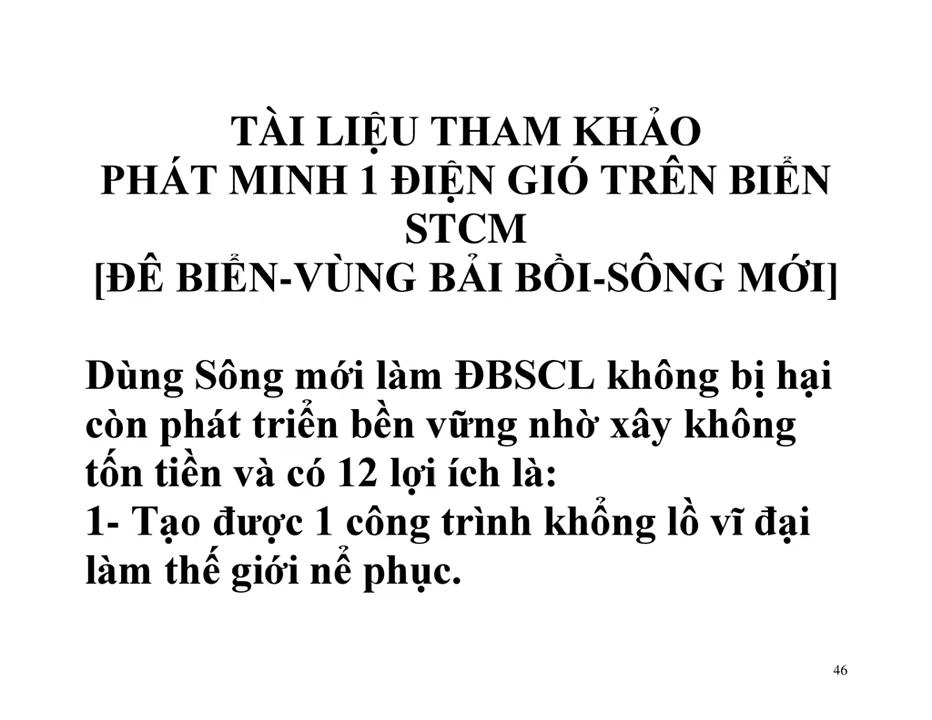 TÀI LIỆU THAM KHẢO
PHÁT MINH 1 ĐIỆN GIÓ TRÊN BIỂN
STCM
[ĐÊ BIỂN-VÙNG BẢI BỒI-SÔNG MỚI]
Dùng Sông mới làm ĐBSCL không bị hại
còn phát triển bền vững nhờ xây không
tốn tiền và có 12 lợi ích là:
1- Tạo được 1 công trình khổng lồ vĩ đại
làm thế giới nể phục.
46